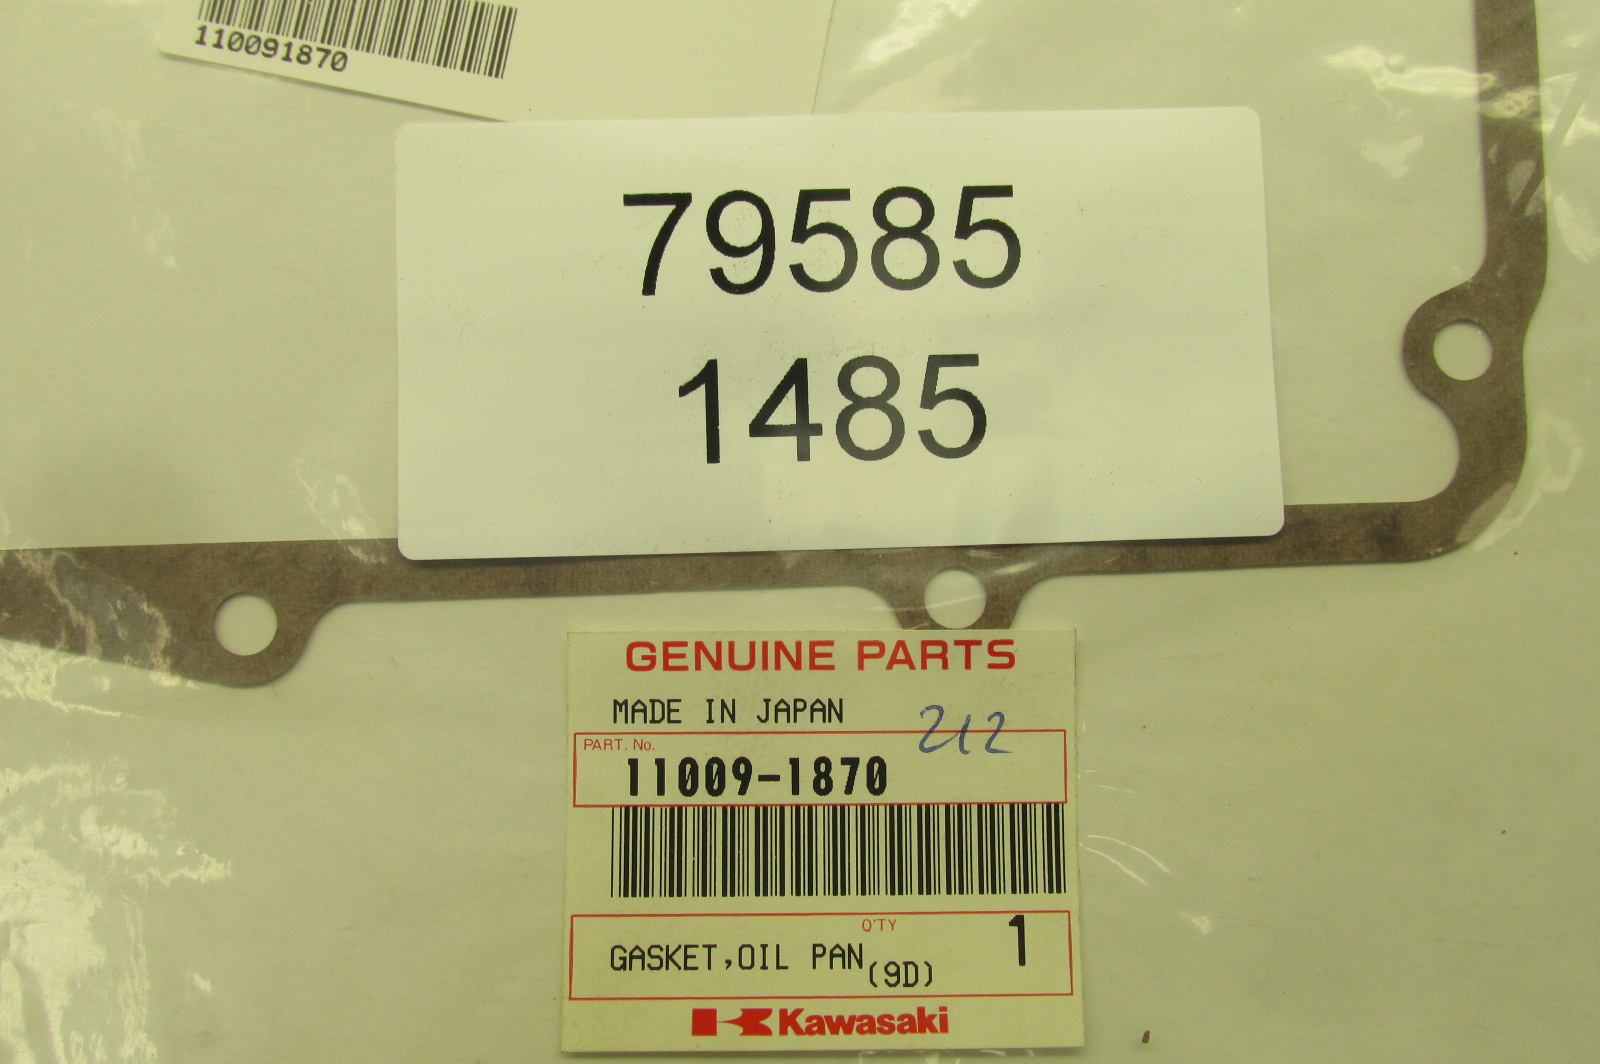 110091870
79585
1485
GENUINE PARTS
MADE IN JAPAN
212
PART. No.
11009-1870
Q'TY
1
GASKET,OIL PAN(9D)
Kawasaki